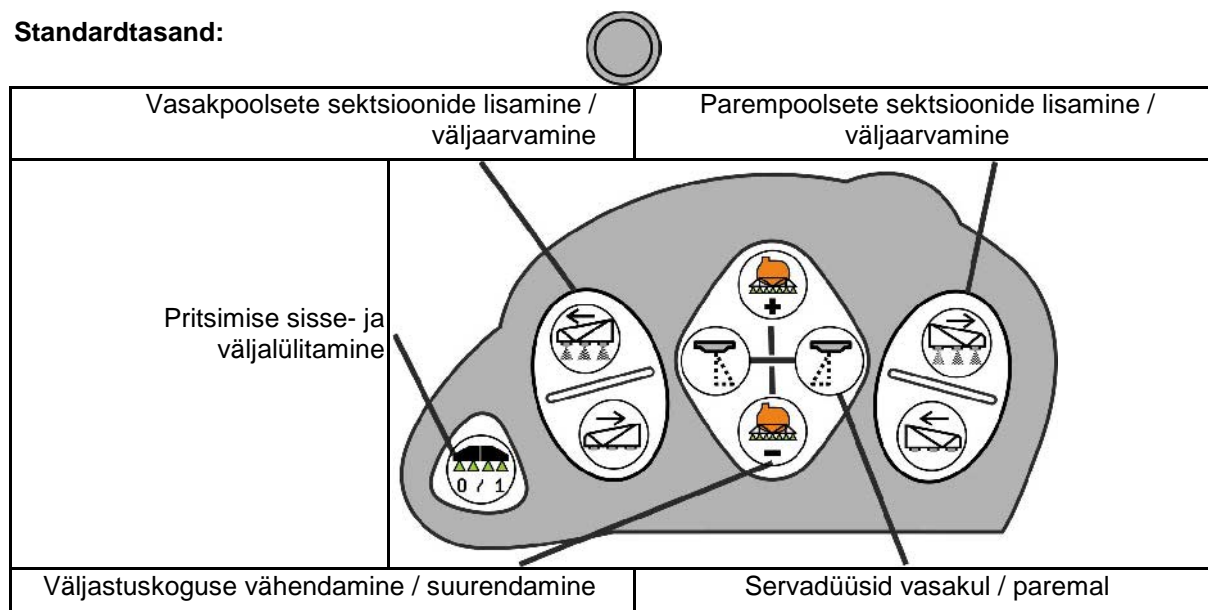 Standardtasand:
Vasakpoolsete sektsioonide lisamine /
väljaarvamine
Parempoolsete sektsioonide lisamine /
väljaarvamine
Pritsimise sisse- ja
väljalülitamine
+
-
0 / 1
Väljastuskoguse vähendamine / suurendamine
Servadüüsid vasakul / paremal